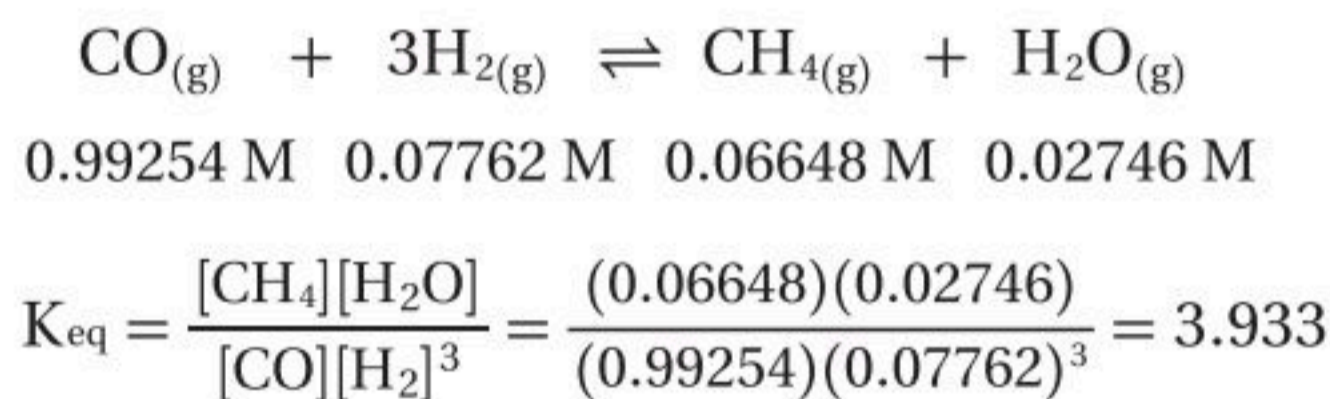 CO(g) + 3H₂(g) ⇌ CH₄(g) + H₂O(g)
0.99254 M 0.07762 M 0.06648 M 0.02746 M
Keq = [CH₄][H₂O] / [CO][H₂]³ = (0.06648)(0.02746) / (0.99254)(0.07762)³ = 3.933